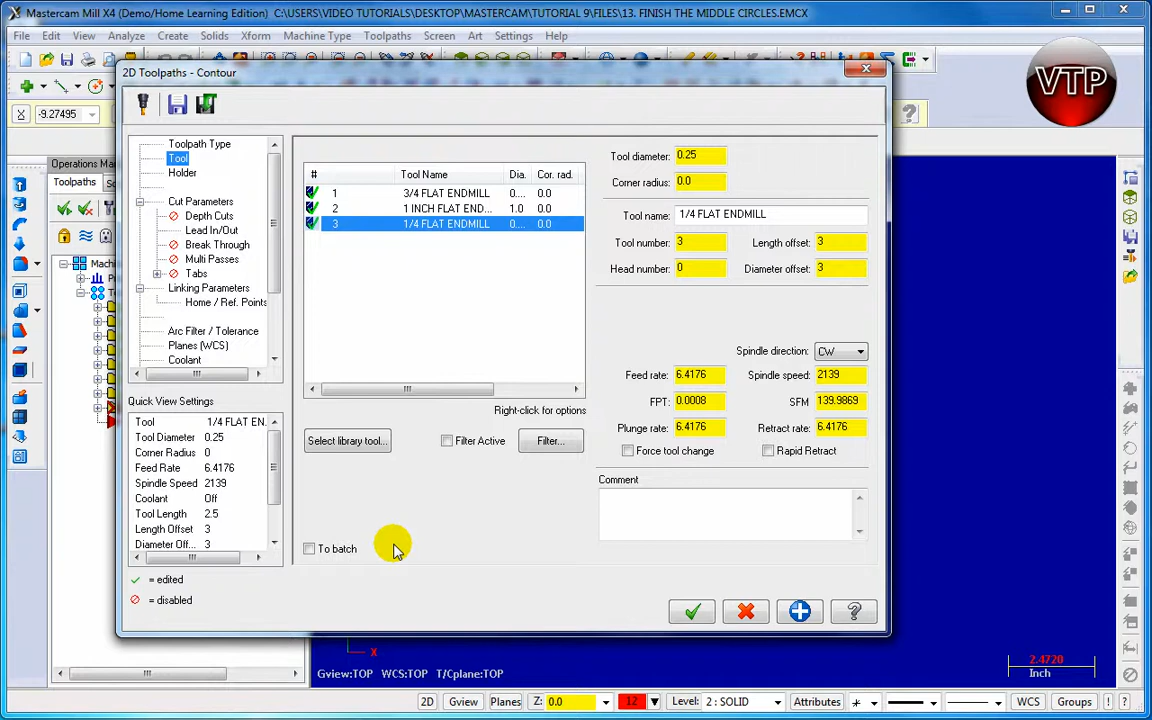 Mastercam Mill X4 (Demo/Home Learning Edition) C:\USERS\VIDEO TUTORIALS\DESKTOP\MASTERCAM\TUTORIAL 9\FILES\13. FINISH THE MIDDLE CIRCLES.EMCX
File Edit View Analyze Create Solids Xform Machine Type Toolpaths Screen Art Settings Help
VTP
X -9.27495
2D Toolpaths - Contour
Operations Ma
Toolpaths
Toolpath Type
Tool
Holder
Cut Parameters
Depth Cuts
Lead In/Out
Break Through
Multi Passes
Tabs
Linking Parameters
Home / Ref. Points
Arc Filter / Tolerance
Planes (WCS)
Coolant
# Tool Name Dia. Cor. rad.
1 3/4 FLAT ENDMILL 0.... 0.0
2 1 INCH FLAT END... 1.0 0.0
3 1/4 FLAT ENDMILL 0.... 0.0
Right-click for options
Select library tool...
Filter Active
Filter...
To batch
Tool diameter: 0.25
Corner radius: 0.0
Tool name: 1/4 FLAT ENDMILL
Tool number: 3 Length offset: 3
Head number: 0 Diameter offset: 3
Spindle direction: CW
Feed rate: 6.4176 Spindle speed: 2139
FPT: 0.0008 SFM 139.9869
Plunge rate: 6.4176 Retract rate: 6.4176
Force tool change Rapid Retract
Comment
Quick View Settings
Tool 1/4 FLAT EN.
Tool Diameter 0.25
Corner Radius 0
Feed Rate 6.4176
Spindle Speed 2139
Coolant Off
Tool Length 2.5
Length Offset 3
Diameter Off... 3
= edited
= disabled
Machi
X
Gview:TOP WCS:TOP T/Cplane:TOP
2.4720
Inch
2D Gview Planes Z: 0.0 12 Level: 2 : SOLID Attributes WCS Groups ! ?